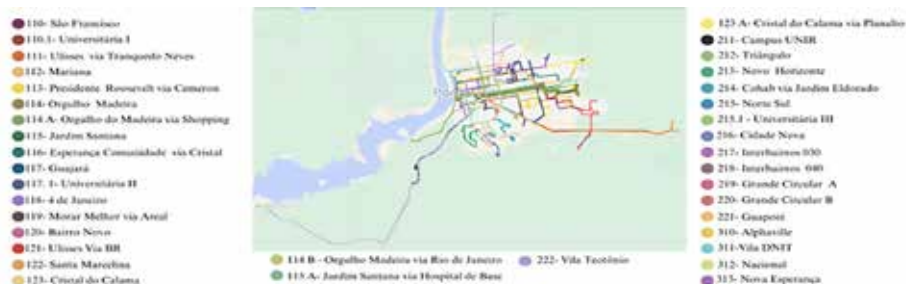 110- São Francisco
110.1- Universitária I
111- Ulisses via Tranquedo Neves
112- Mariana
113- Presidente Roosevelt via Cameron
114- Orgulho Madeira
114 A- Orgalho do Madeira via Shopping
115- Jardim Santana
116- Esperança Comunidade via Cristal
117- Guajará
117. 1- Universitária II
118- 4 de Janeiro
119- Morar Melhor via Areal
120- Bairro Novo
121- Ulisses Via BR
122- Santa Marcelina
123- Cristal do Calama
114 B - Orgulho Madeira via Rio de Janeiro
115 A- Jardim Santana via Hospital de Base
222- Vila Teotônio
123 A- Cristal do Calama via Planalto
211- Campus UNIR
212- Triângulo
213- Novo Horizonte
214- Cohab via Jardim Eldorado
215- Norte Sul
215.1 - Universitária III
216- Cidade Nova
217- Interbairros 030
218- Interbairros 040
219- Grande Circular A
220- Grande Circular B
221- Guaporé
310- Alphaville
311-Vila DNIT
312- Nacional
313- Nova Esperança